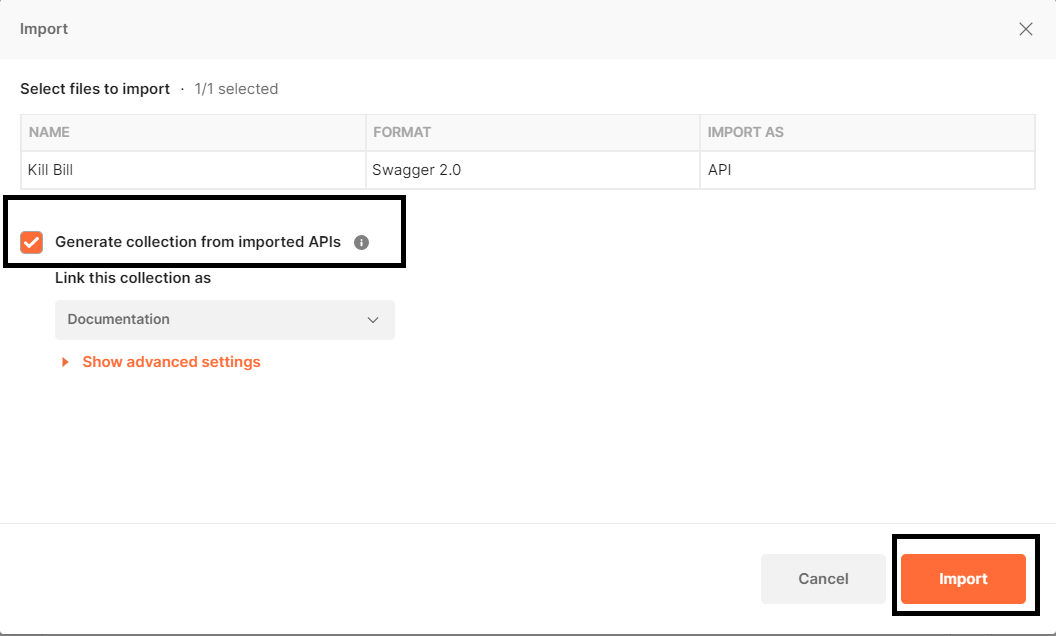 Import
Select files to import · 1/1 selected
NAME FORMAT IMPORT AS
Kill Bill Swagger 2.0 API
Generate collection from imported APIs
Link this collection as
Documentation
Show advanced settings
Cancel Import